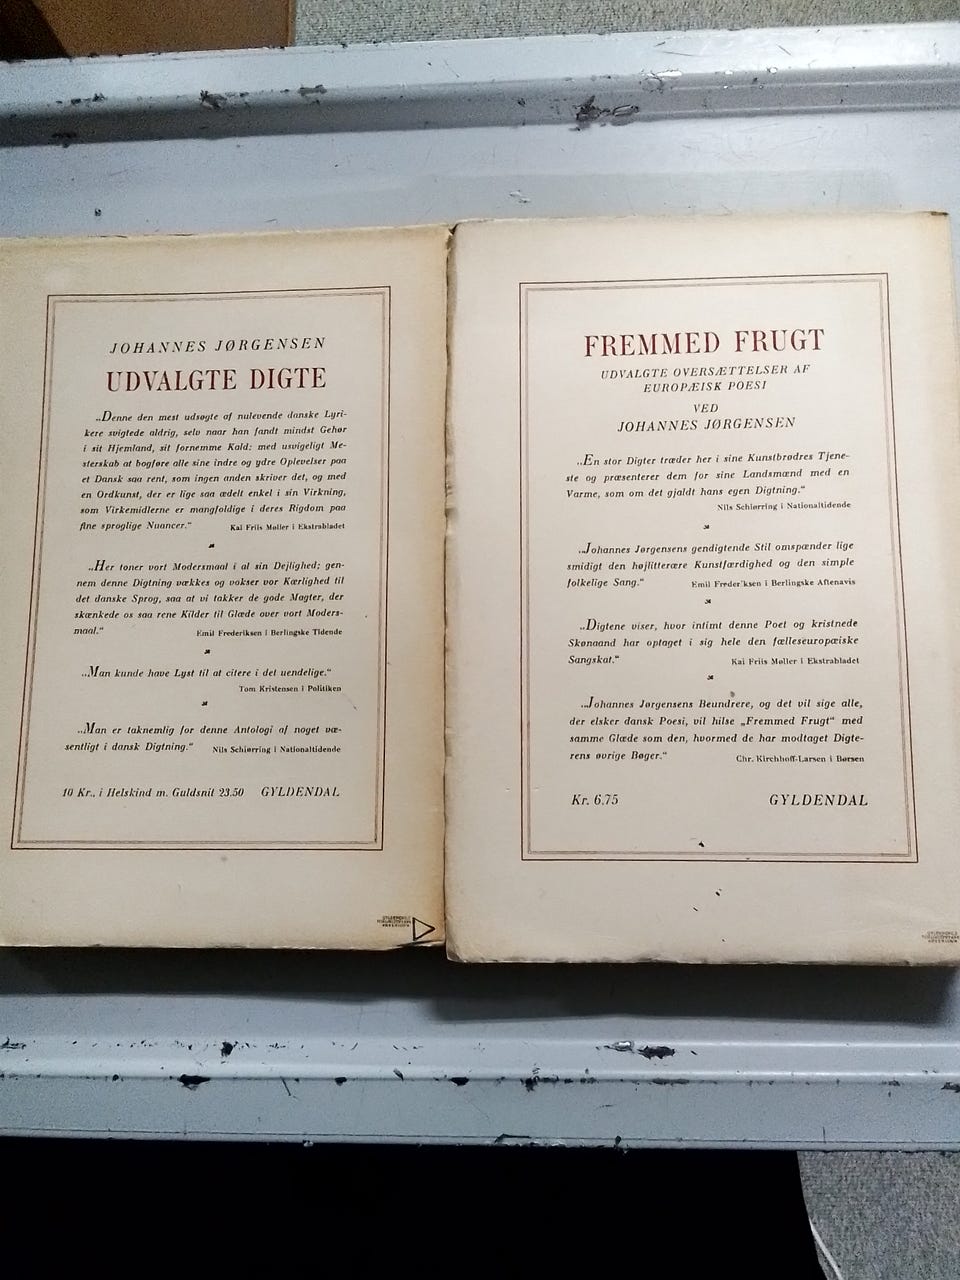 JOHANNES JØRGENSEN
UDVALGTE DIGTE
„Denne den mest udsøgte af nulevende danske Lyri-
kere svigtede aldrig, selv naar han fandt mindst Gehør
i sit Hjemland, sit fornemme Kald: med usvigeligt Me-
sterskab at bogføre alle sine indre og ydre Oplevelser paa
et Dansk saa rent, som ingen anden skriver det, og med
en Ordkunst, der er lige saa ædelt enkel i sin Virkning,
som Virkemidlerne er mangfoldige i deres Rigdom paa
fine sproglige Nuancer.“ Kai Friis Møller i Ekstrabladet
„Her toner vort Modersmaal i al sin Dejlighed; gen-
nem denne Digtning vækkes og vokser vor Kærlighed til
det danske Sprog, saa at vi takker de gode Magter, der
skænkede os saa rene Kilder til Glæde over vort Moders-
maal.“ Emil Frederiksen i Berlingske Tidende
„Man kunde have Lyst til at citere i det uendelige.“
Tom Kristensen i Politiken
„Man er taknemlig for denne Antologi af noget væ-
sentligt i dansk Digtning.“ Nils Schiørring i Nationaltidende
10 Kr., i Helskind m. Guldsnit 23.50 GYLDENDAL
FREMMED FRUGT
UDVALGTE OVERSÆTTELSER AF
EUROPÆISK POESI
VED
JOHANNES JØRGENSEN
„En stor Digter træder her i sine Kunstbrødres Tjene-
ste og præsenterer dem for sine Landsmænd med en
Varme, som om det gjaldt hans egen Digtning.“
Nils Schiørring i Nationaltidende
„Johannes Jørgensens gendigtende Stil omspænder lige
smidigt den højlitterære Kunstfærdighed og den simple
folkelige Sang.“ Emil Frederiksen i Berlingske Aftenavis
„Digtene viser, hvor intimt denne Poet og kristnede
Skønaand har optaget i sig hele den fælleseuropæiske
Sangskat.“ Kai Friis Møller i Ekstrabladet
„Johannes Jørgensens Beundrere, og det vil sige alle,
der elsker dansk Poesi, vil hilse „Fremmed Frugt“ med
samme Glæde som den, hvormed de har modtaget Digte-
rens øvrige Bøger.“ Chr. Kirchhoff-Larsen i Børsen
Kr. 6.75 GYLDENDAL